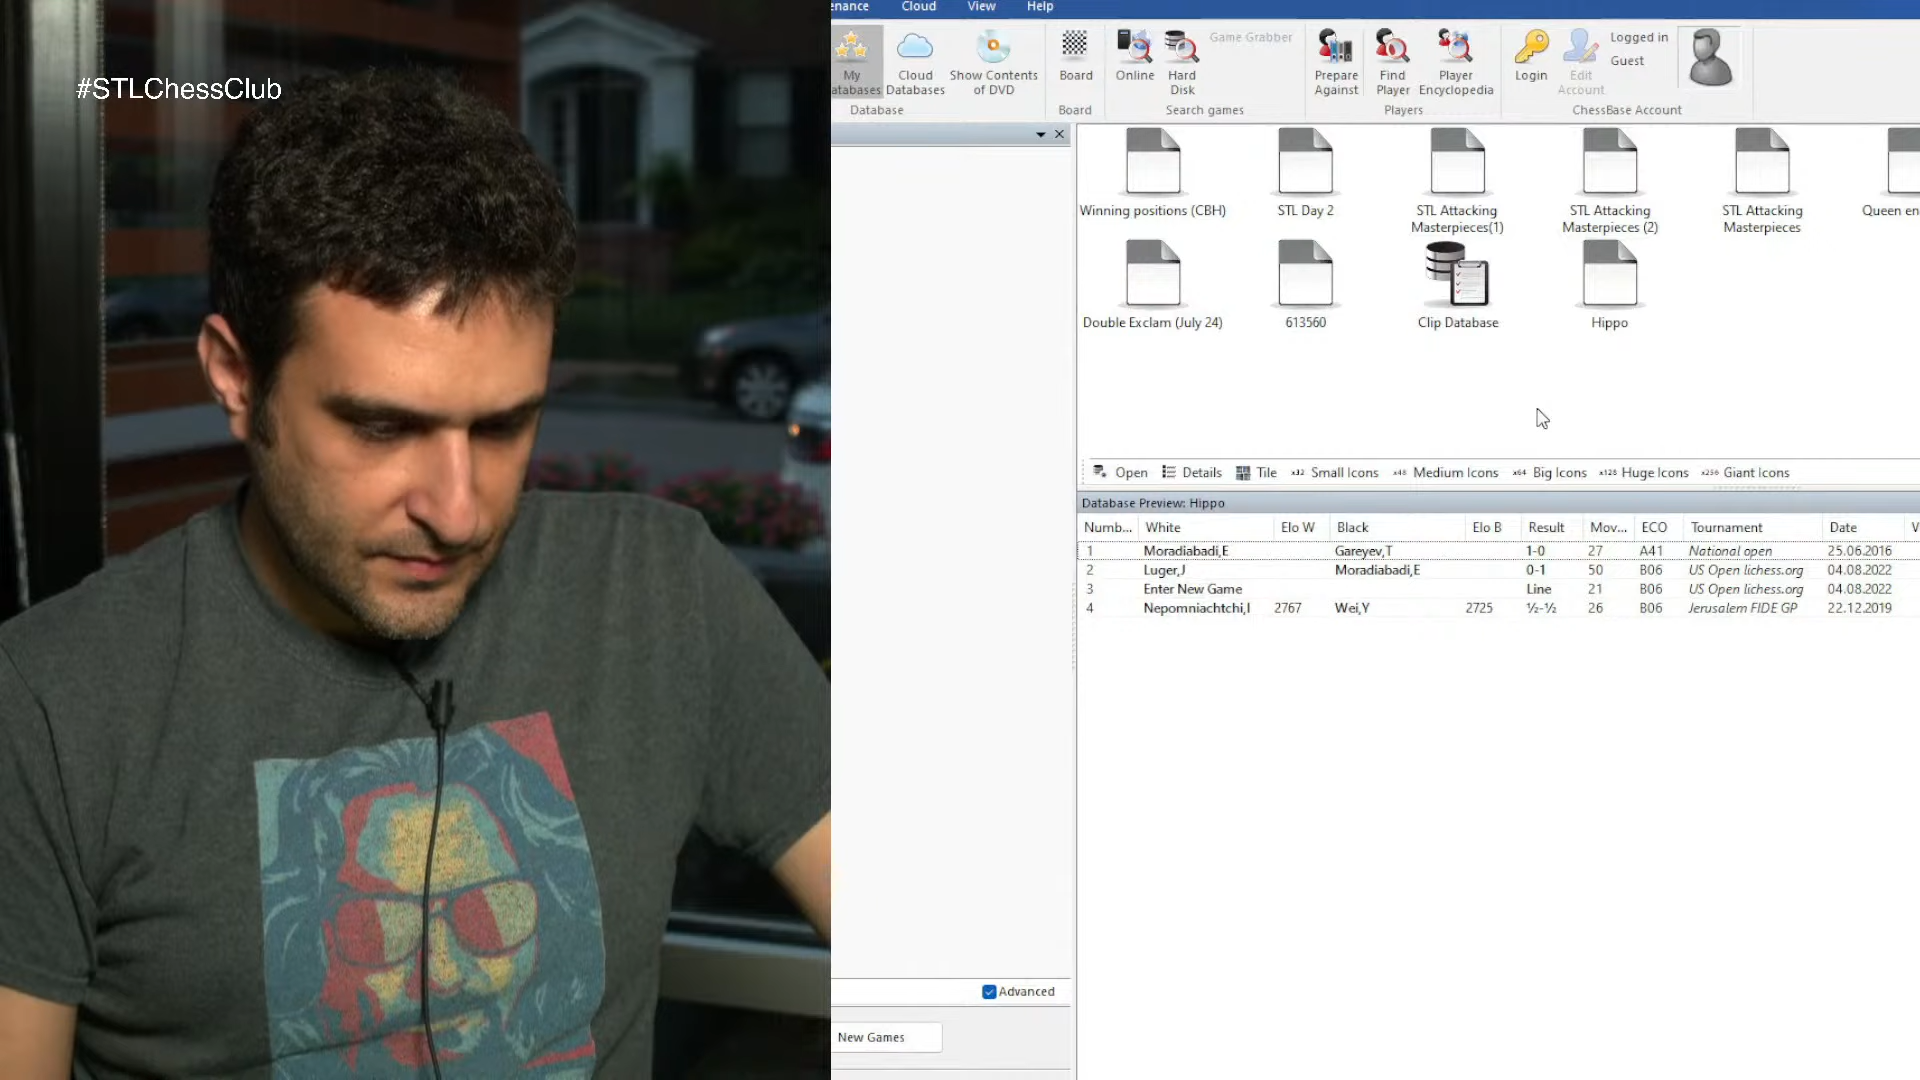 #STLChessClub
enance Cloud View Help
My
atabases
Cloud
Databases
Show Contents
of DVD
Database
Board
Board
Online
Hard
Disk
Game Grabber
Search games
Prepare
Against
Find
Player
Player
Encyclopedia
Players
Login
Edit
Account
Logged in
Guest
ChessBase Account
Winning positions (CBH)
STL Day 2
STL Attacking
Masterpieces(1)
STL Attacking
Masterpieces (2)
STL Attacking
Masterpieces
Queen en
Double Exclam (July 24)
613560
Clip Database
Hippo
Open Details Tile x32 Small Icons x48 Medium Icons x64 Big Icons x128 Huge Icons x256 Giant Icons
Database Preview: Hippo
Numb... White Elo W Black Elo B Result Mov... ECO Tournament Date V
1 Moradiabadi,E Gareyev,T 1-0 27 A41 National open 25.06.2016
2 Luger,J Moradiabadi,E 0-1 50 B06 US Open lichess.org 04.08.2022
3 Enter New Game Line 21 B06 US Open lichess.org 04.08.2022
4 Nepomniachtchi,I 2767 Wei,Y 2725 ½-½ 26 B06 Jerusalem FIDE GP 22.12.2019
Advanced
New Games